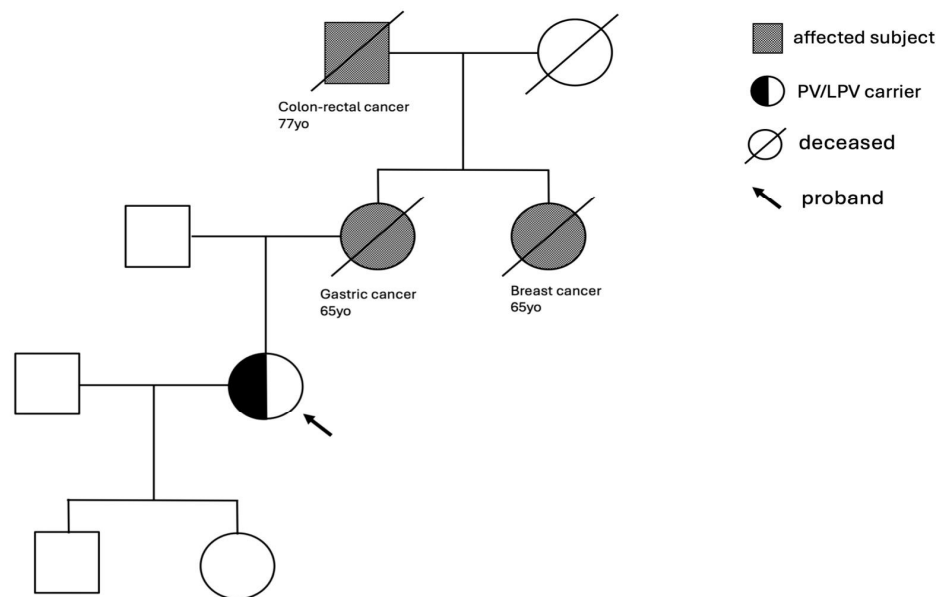 Colon-rectal cancer
77yo
Gastric cancer
65yo
Breast cancer
65yo
affected subject
PV/LPV carrier
deceased
proband